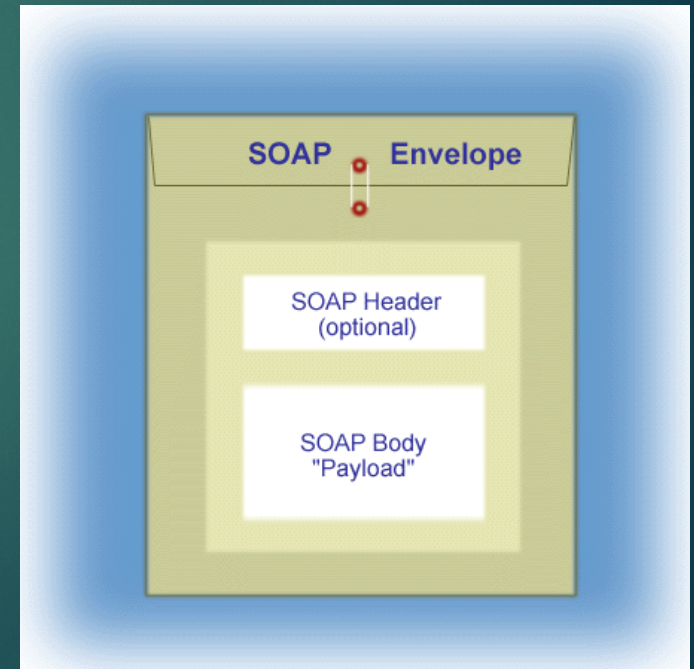 SOAP Envelope
SOAP Header
(optional)
SOAP Body
"Payload"